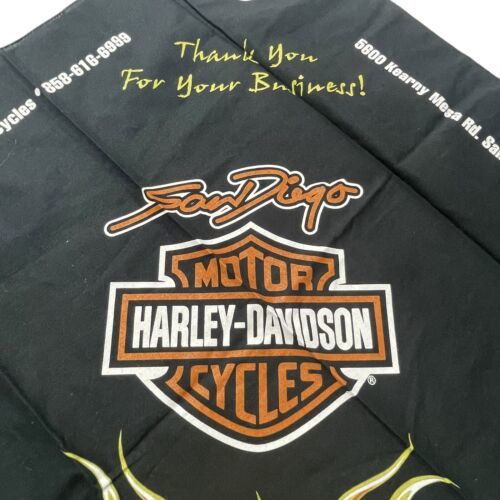 Thank You
For Your Business!
cycles * 858-616-6999
5600 Kearny Mesa Rd. Sa
San Diego
MOTOR
HARLEY-DAVIDSON
CYCLES
®